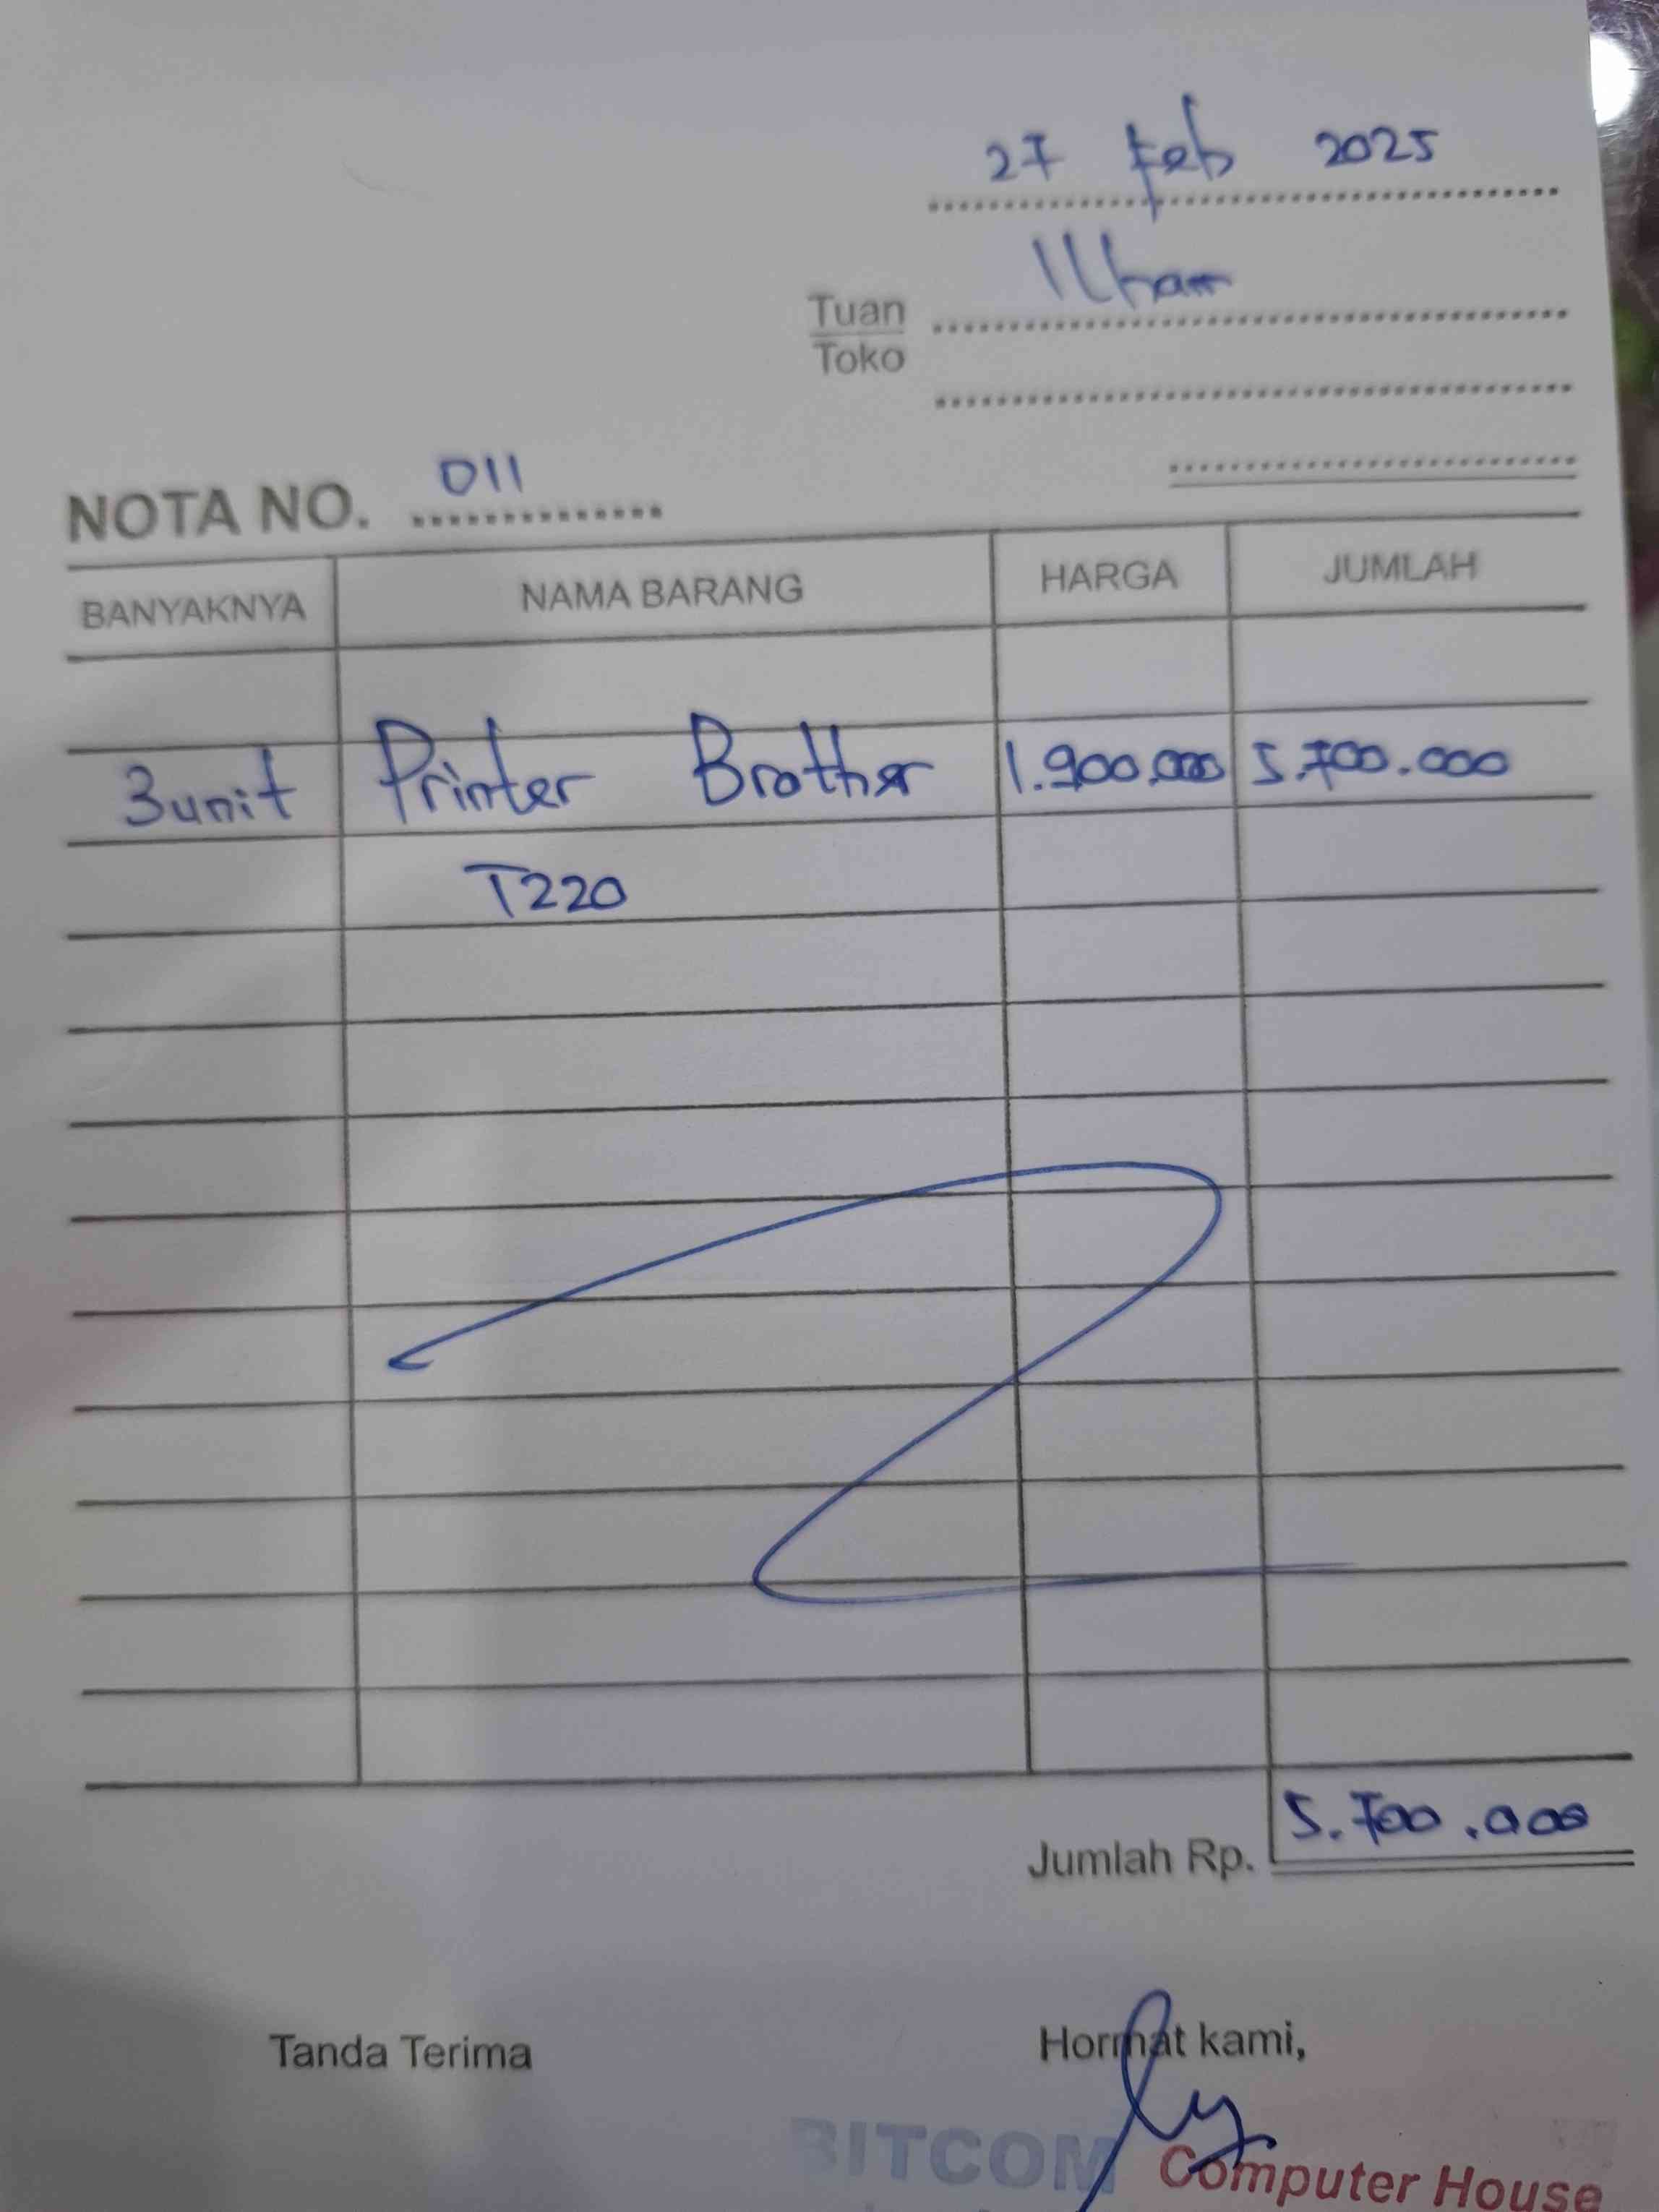 27 Feb 2025
Ilham
Tuan
Toko
NOTA NO. 011
BANYAKNYA NAMA BARANG HARGA JUMLAH
3 unit Printer Brother 1.900.000 5.700.000
T220
Jumlah Rp. 5.700.000
Tanda Terima Hormat kami,
BITCOM Computer House